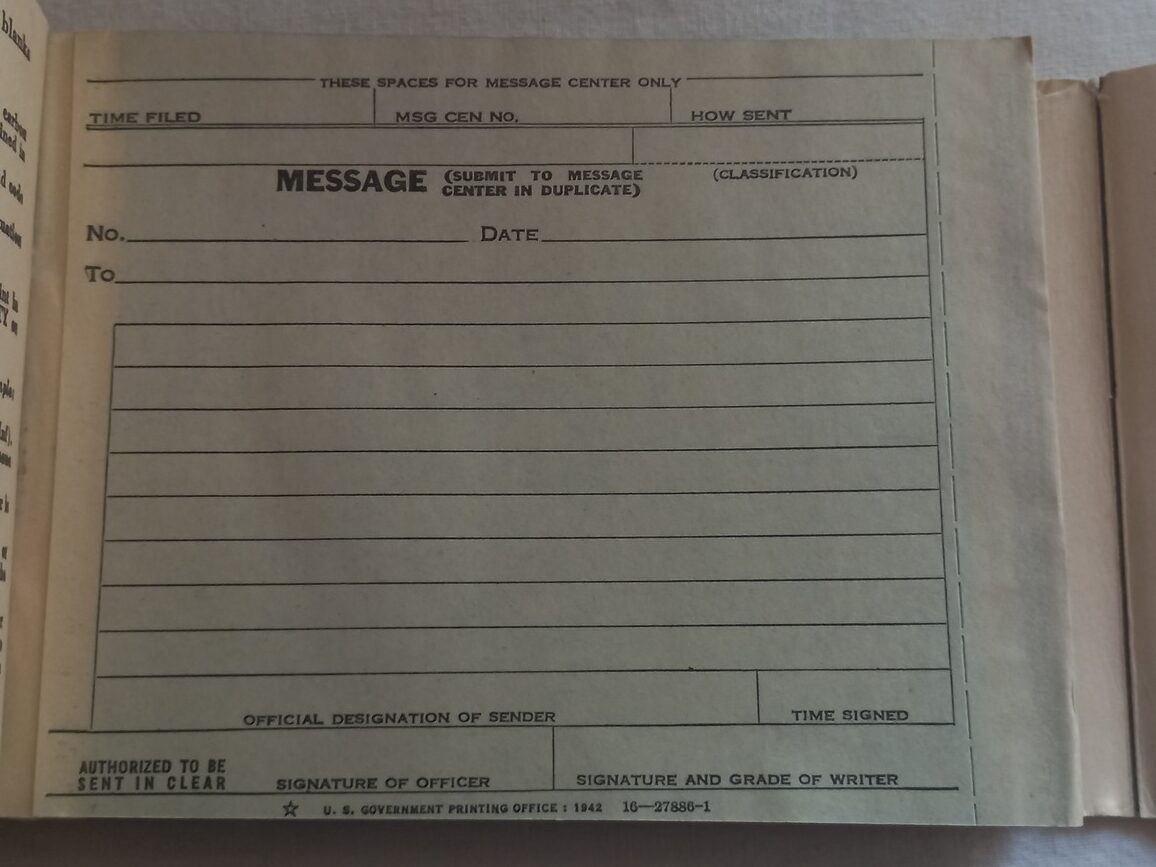 blanks
carbon
d code
THESE SPACES FOR MESSAGE CENTER ONLY
TIME FILED MSG CEN NO. HOW SENT
MESSAGE (SUBMIT TO MESSAGE CENTER IN DUPLICATE) (CLASSIFICATION)
No. DATE
To
OFFICIAL DESIGNATION OF SENDER TIME SIGNED
AUTHORIZED TO BE
SENT IN CLEAR SIGNATURE OF OFFICER SIGNATURE AND GRADE OF WRITER
☆ U. S. GOVERNMENT PRINTING OFFICE : 1942 16—27886-1